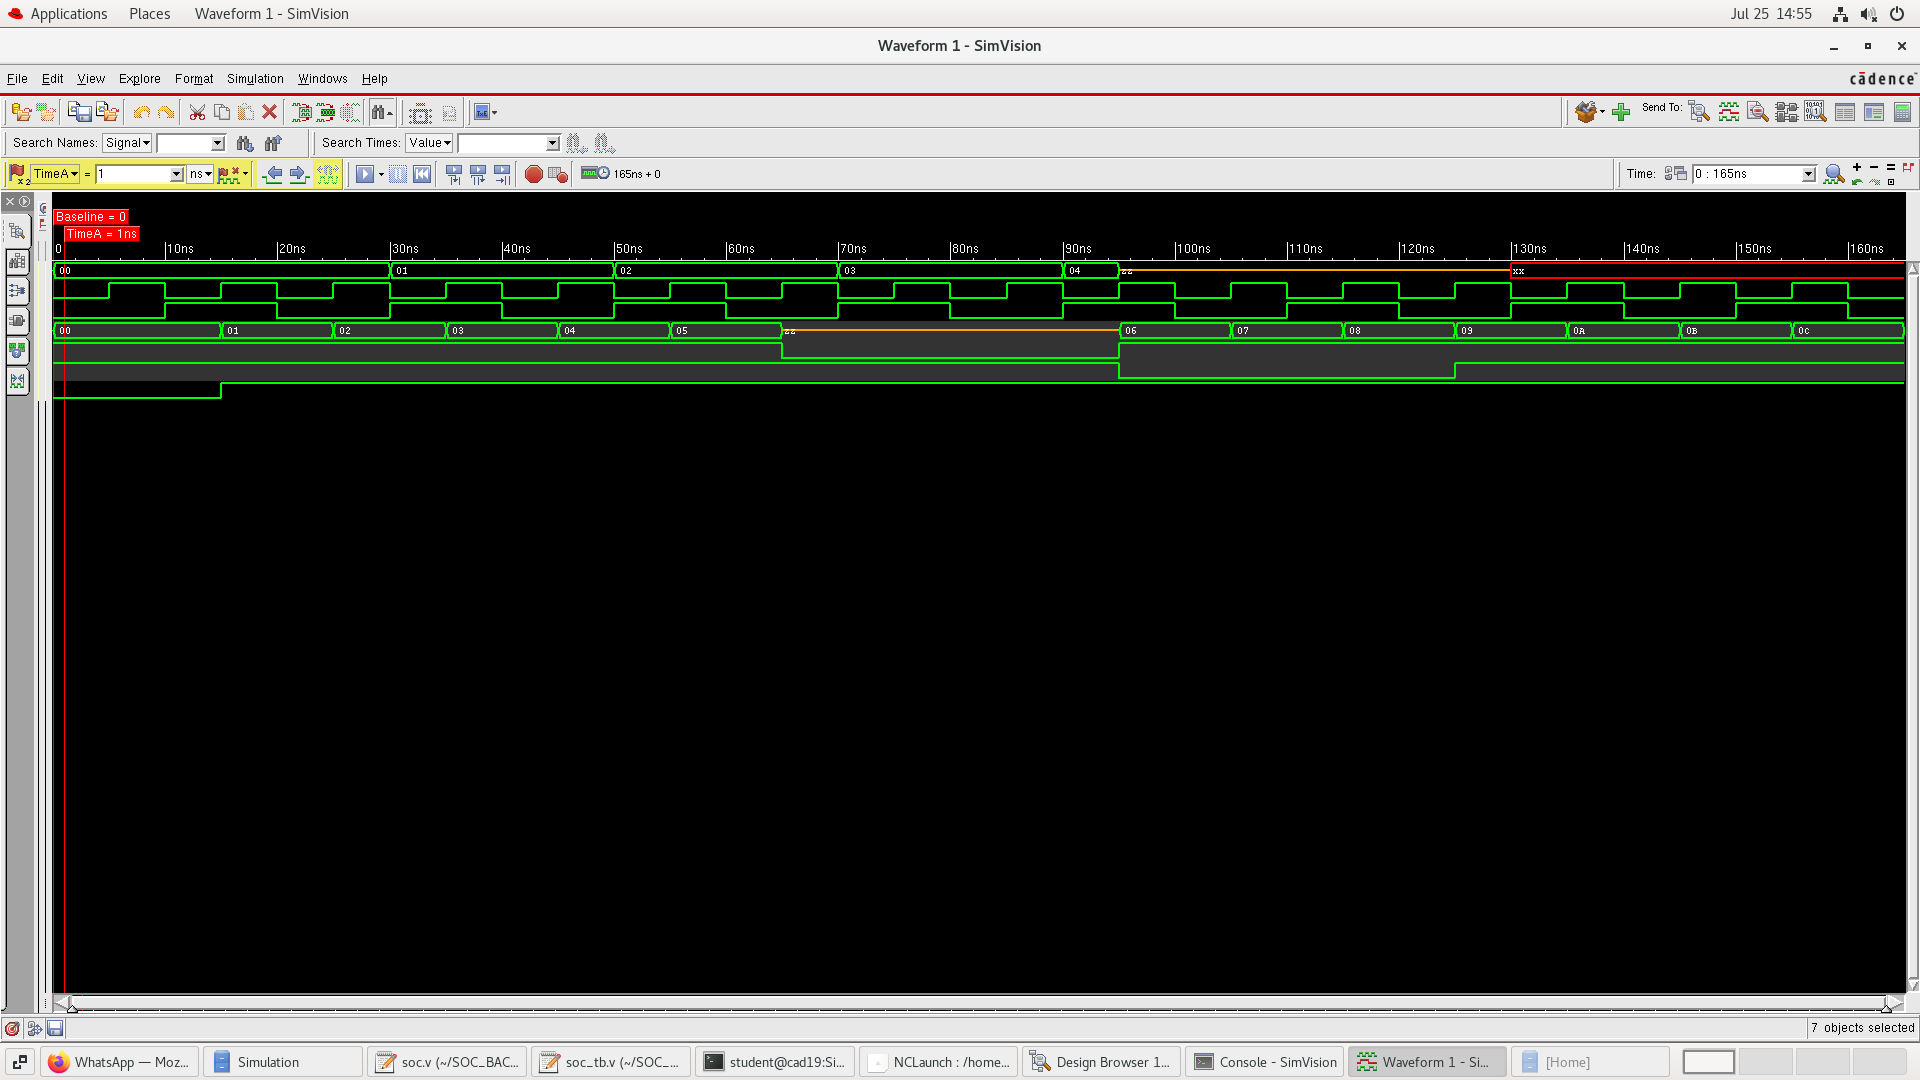 Applications Places Waveform 1 - SimVision Jul 25 14:55
Waveform 1 - SimVision
File Edit View Explore Format Simulation Windows Help cādence
Send To:
Search Names: Signal Search Times: Value
TimeA = 1 ns 165ns + 0 Time: 0 : 165ns
Baseline = 0
TimeA = 1ns
0 10ns 20ns 30ns 40ns 50ns 60ns 70ns 80ns 90ns 100ns 110ns 120ns 130ns 140ns 150ns 160ns
00 01 02 03 04 zz xx
00 01 02 03 04 05 zz 06 07 08 09 0A 0B 0C
7 objects selected
WhatsApp — Moz... Simulation soc.v (~/SOC_BAC... soc_tb.v (~/SOC_... student@cad19:Si... NCLaunch : /home... Design Browser 1... Console - SimVision Waveform 1 - Si... [Home]